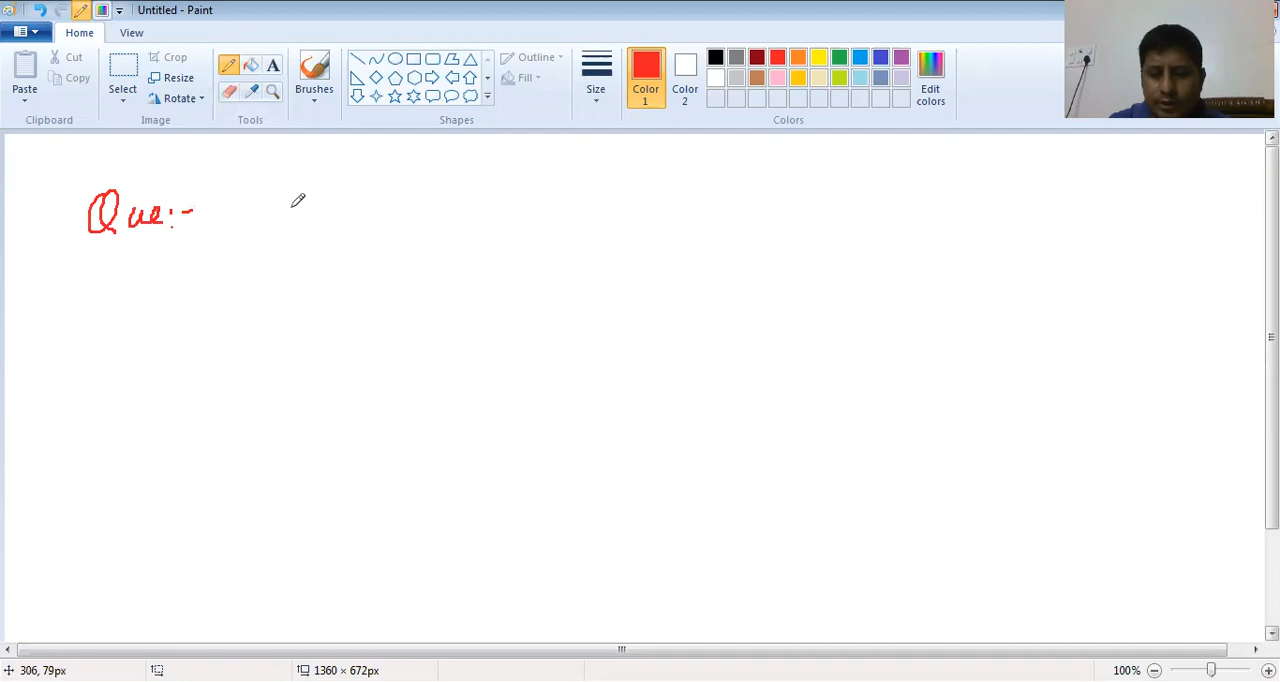 Untitled - Paint
Home View
Paste
Cut
Copy
Clipboard
Select
Crop
Resize
Rotate
Image
Tools
Brushes
Outline
Fill
Shapes
Size
Color
1
Color
2
Edit
colors
Colors
Que:-
306, 79px
1360 × 672px
100%